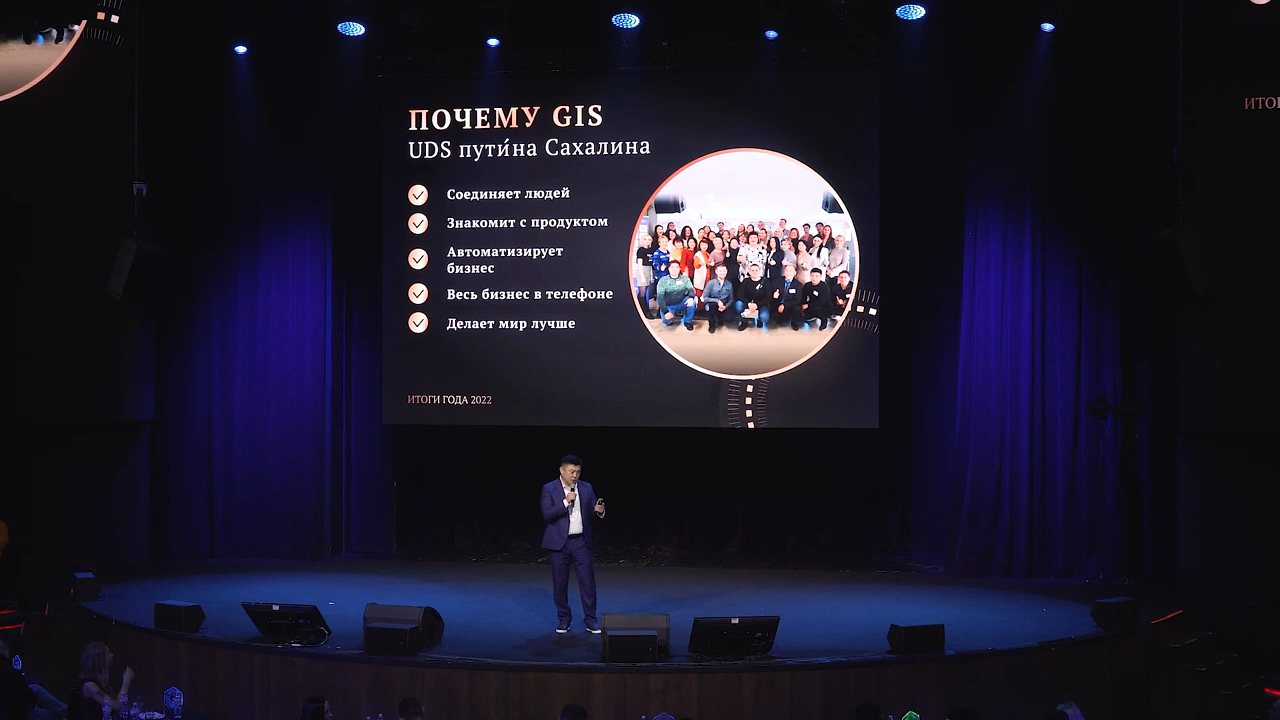 ПОЧЕМУ GIS
UDS пути́на Сахалина
Соединяет людей
Знакомит с продуктом
Автоматизирует
бизнес
Весь бизнес в телефоне
Делает мир лучше
ИТОГИ ГОДА 2022